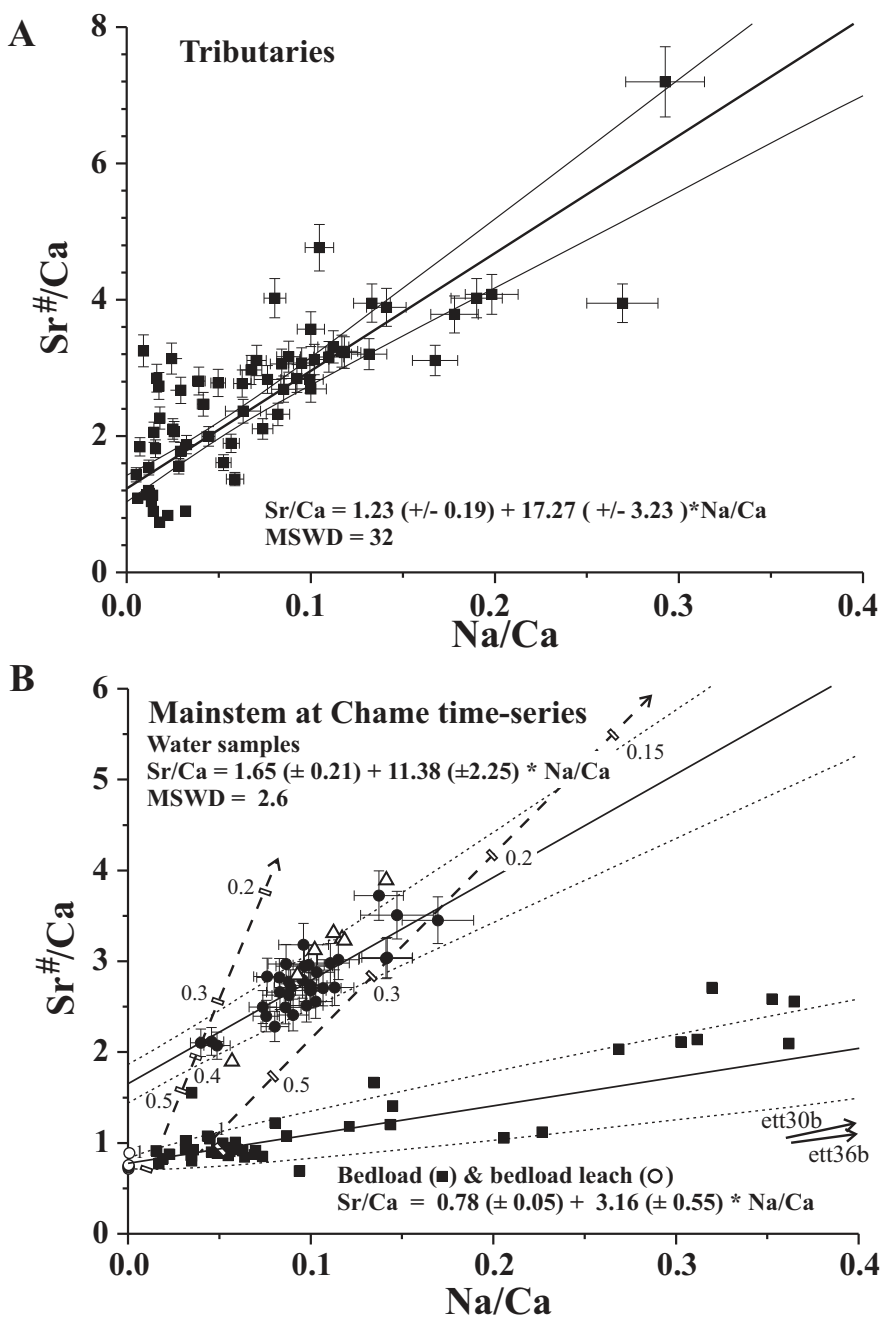 A
Tributaries
8
6
4
2
0
Sr#/Ca
Sr/Ca = 1.23 (+/- 0.19) + 17.27 ( +/- 3.23 )*Na/Ca
MSWD = 32
0.0 0.1 0.2 0.3 0.4
Na/Ca
B
6
5
4
3
2
1
0
Sr#/Ca
Mainstem at Chame time-series
Water samples
Sr/Ca = 1.65 (± 0.21) + 11.38 (±2.25) * Na/Ca
MSWD = 2.6
0.15
0.2
0.2
0.3
0.3
0.4
0.5
0.5
1
1
ett30b
ett36b
Bedload (■) & bedload leach (○)
Sr/Ca = 0.78 (± 0.05) + 3.16 (± 0.55) * Na/Ca
0.0 0.1 0.2 0.3 0.4
Na/Ca